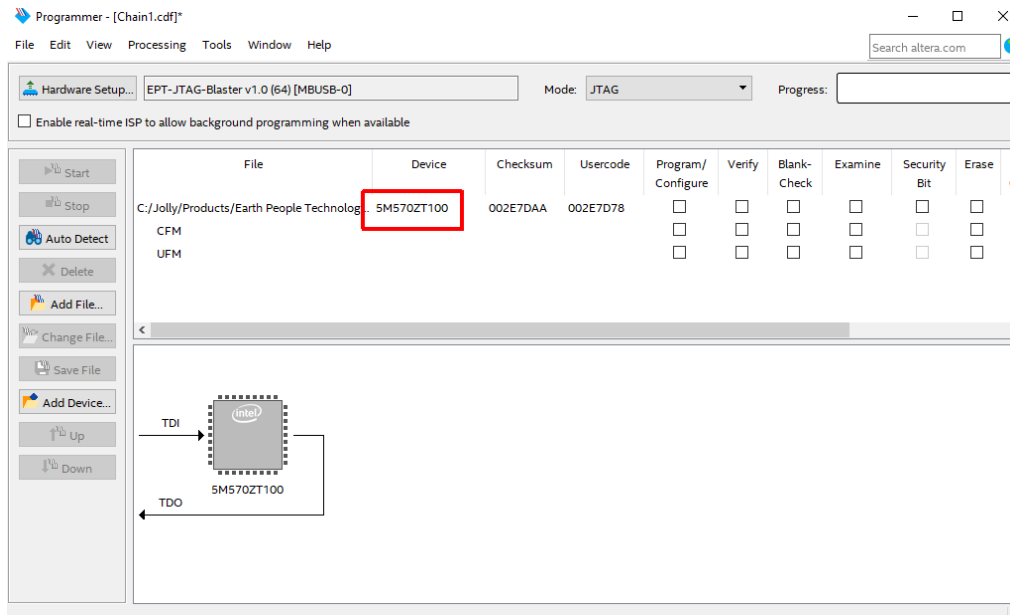 Programmer - [Chain1.cdf]*
File Edit View Processing Tools Window Help
Search altera.com
Hardware Setup... EPT-JTAG-Blaster v1.0 (64) [MBUSB-0] Mode: JTAG Progress:
Enable real-time ISP to allow background programming when available
Start
Stop
Auto Detect
Delete
Add File...
Change File...
Save File
Add Device...
Up
Down
File Device Checksum Usercode Program/ Configure Verify Blank- Check Examine Security Bit Erase
C:/Jolly/Products/Earth People Technolog... 5M570ZT100 002E7DAA 002E7D78
CFM
UFM
TDI
intel
5M570ZT100
TDO